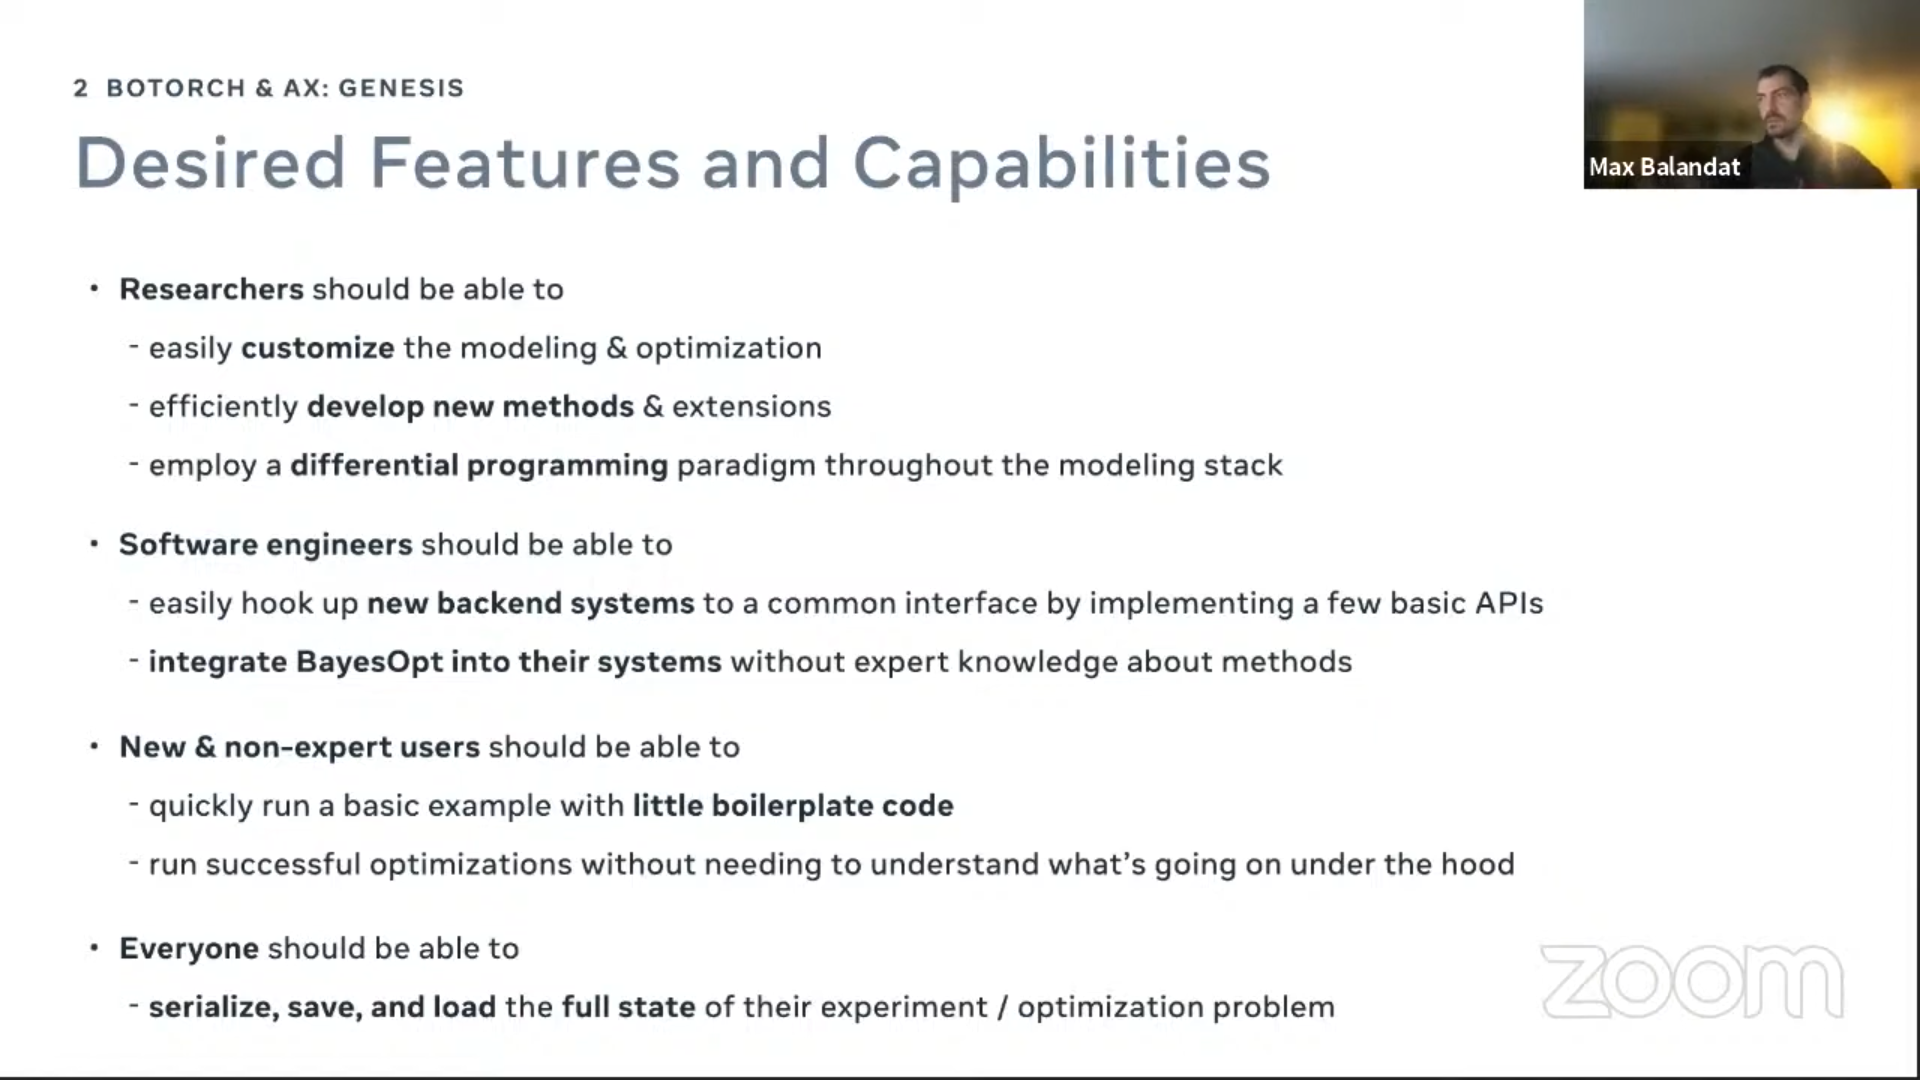 2 BOTORCH & AX: GENESIS
Desired Features and Capabilities
Max Balandat
• Researchers should be able to
- easily customize the modeling & optimization
- efficiently develop new methods & extensions
- employ a differential programming paradigm throughout the modeling stack
• Software engineers should be able to
- easily hook up new backend systems to a common interface by implementing a few basic APIs
- integrate BayesOpt into their systems without expert knowledge about methods
• New & non-expert users should be able to
- quickly run a basic example with little boilerplate code
- run successful optimizations without needing to understand what’s going on under the hood
• Everyone should be able to
- serialize, save, and load the full state of their experiment / optimization problem
zoom